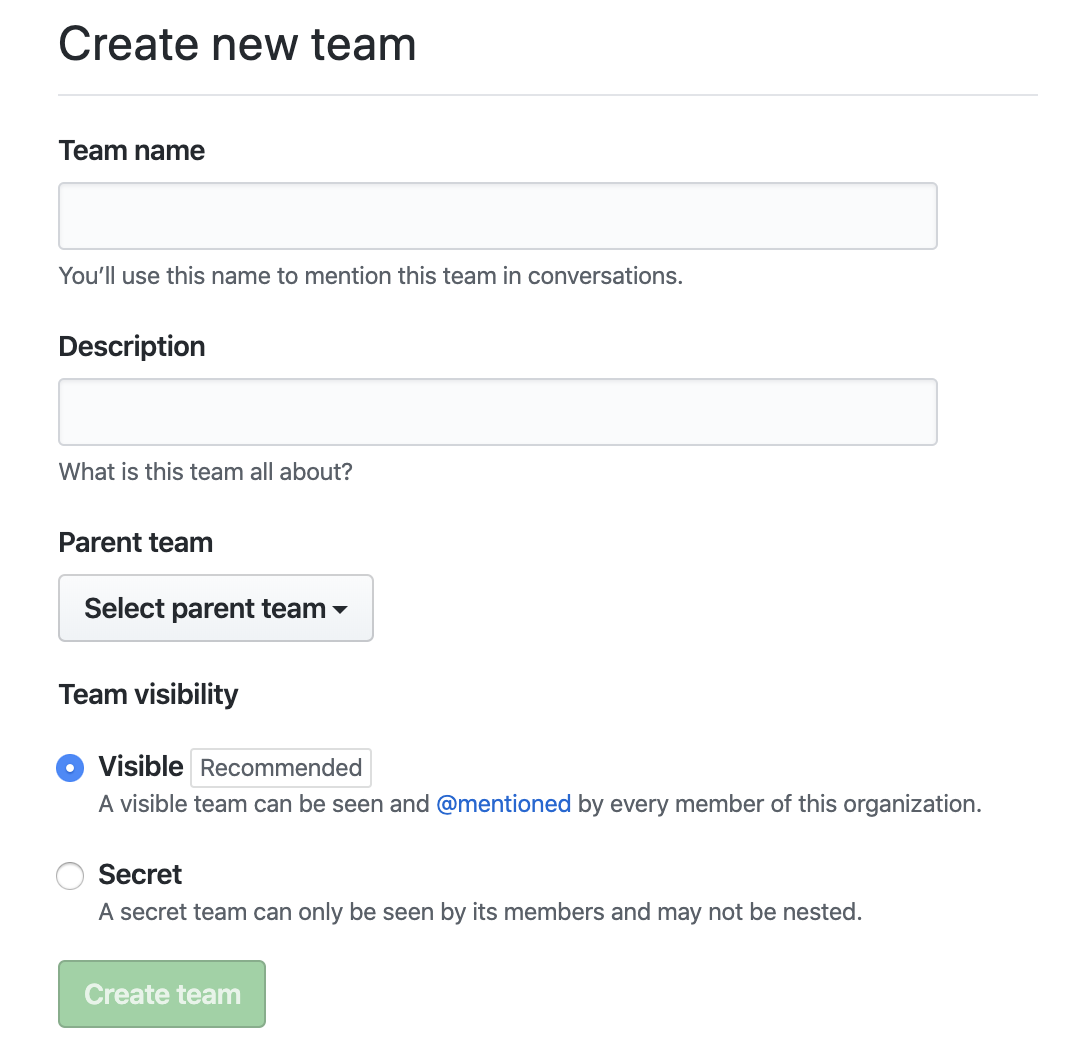 Create new team
Team name
You’ll use this name to mention this team in conversations.
Description
What is this team all about?
Parent team
Select parent team
Team visibility
Visible Recommended
A visible team can be seen and @mentioned by every member of this organization.
Secret
A secret team can only be seen by its members and may not be nested.
Create team